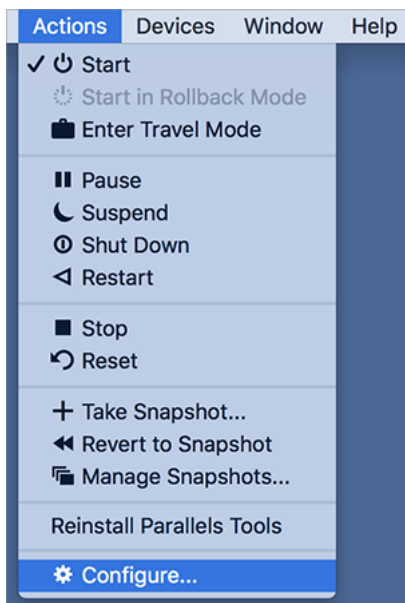 Actions Devices Window Help
Start
Start in Rollback Mode
Enter Travel Mode
Pause
Suspend
Shut Down
Restart
Stop
Reset
Take Snapshot...
Revert to Snapshot
Manage Snapshots...
Reinstall Parallels Tools
Configure...